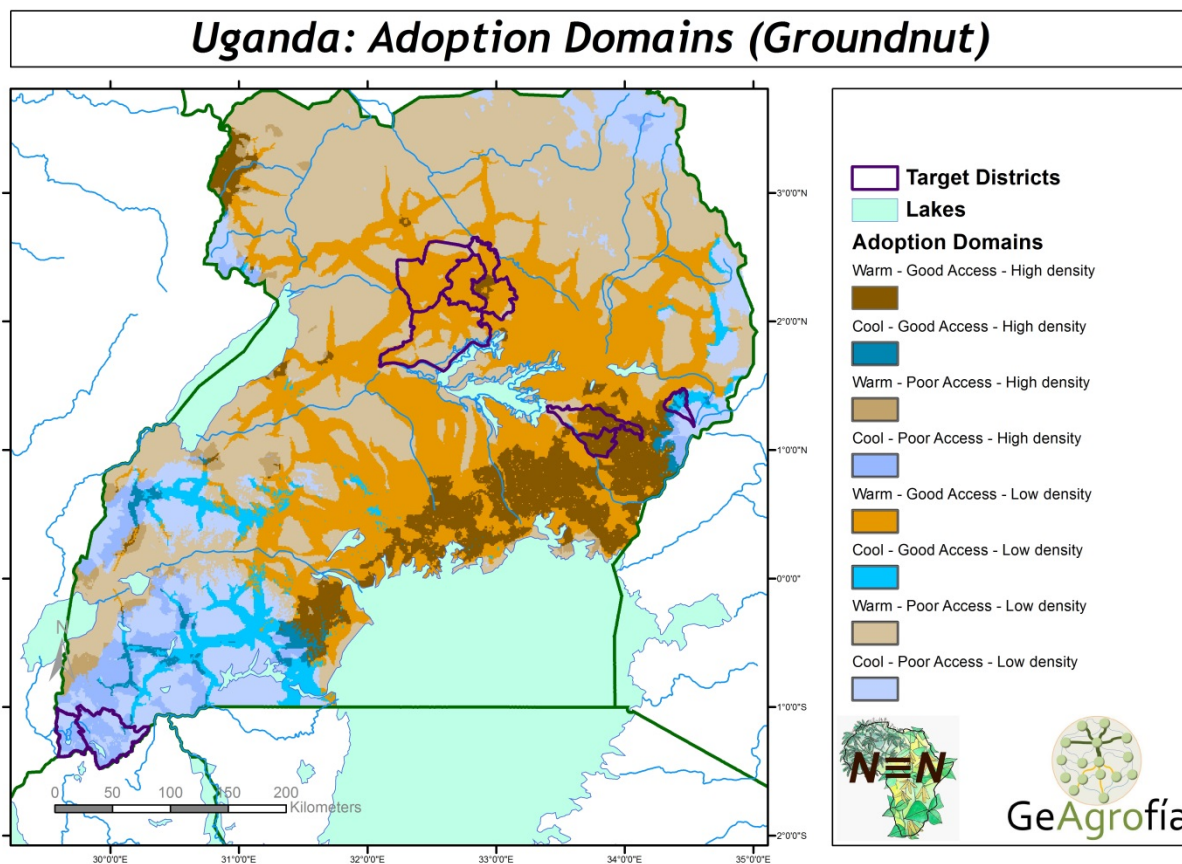 Uganda: Adoption Domains (Groundnut)
Target Districts
Lakes
Adoption Domains
Warm - Good Access - High density
Cool - Good Access - High density
Warm - Poor Access - High density
Cool - Poor Access - High density
Warm - Good Access - Low density
Cool - Good Access - Low density
Warm - Poor Access - Low density
Cool - Poor Access - Low density
3°0'0"N
2°0'0"N
1°0'0"N
0°0'0"
1°0'0"S
2°0'0"S
N
0 50 100 150 200
Kilometers
30°0'0"E 31°0'0"E 32°0'0"E 33°0'0"E 34°0'0"E 35°0'0"E
N≡N
GeAgrofía